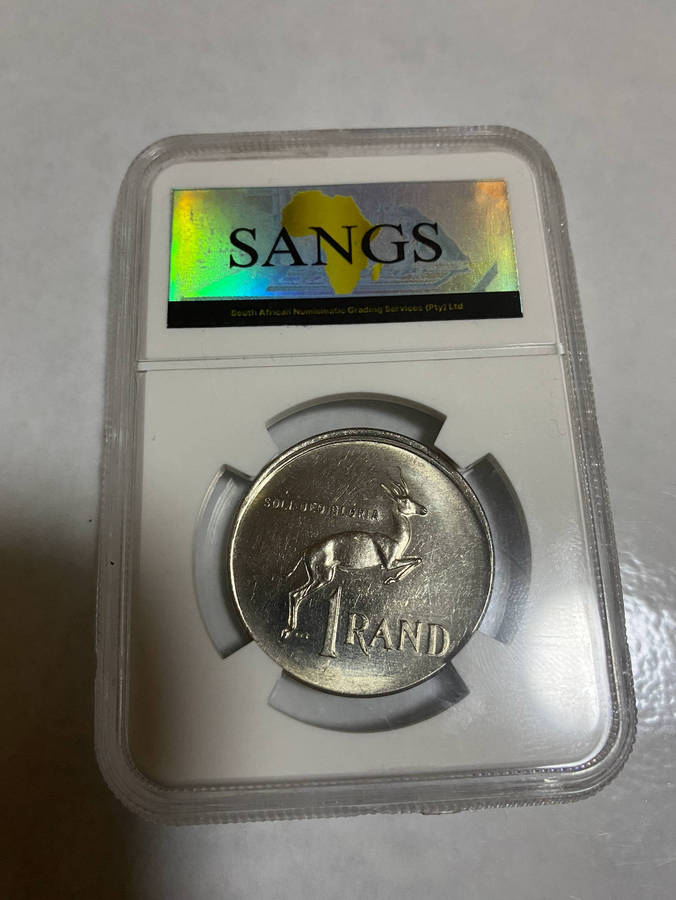 SANGS
South African Numismatic Grading Services (Pty) Ltd
SOLI DEO GLORIA
1 RAND